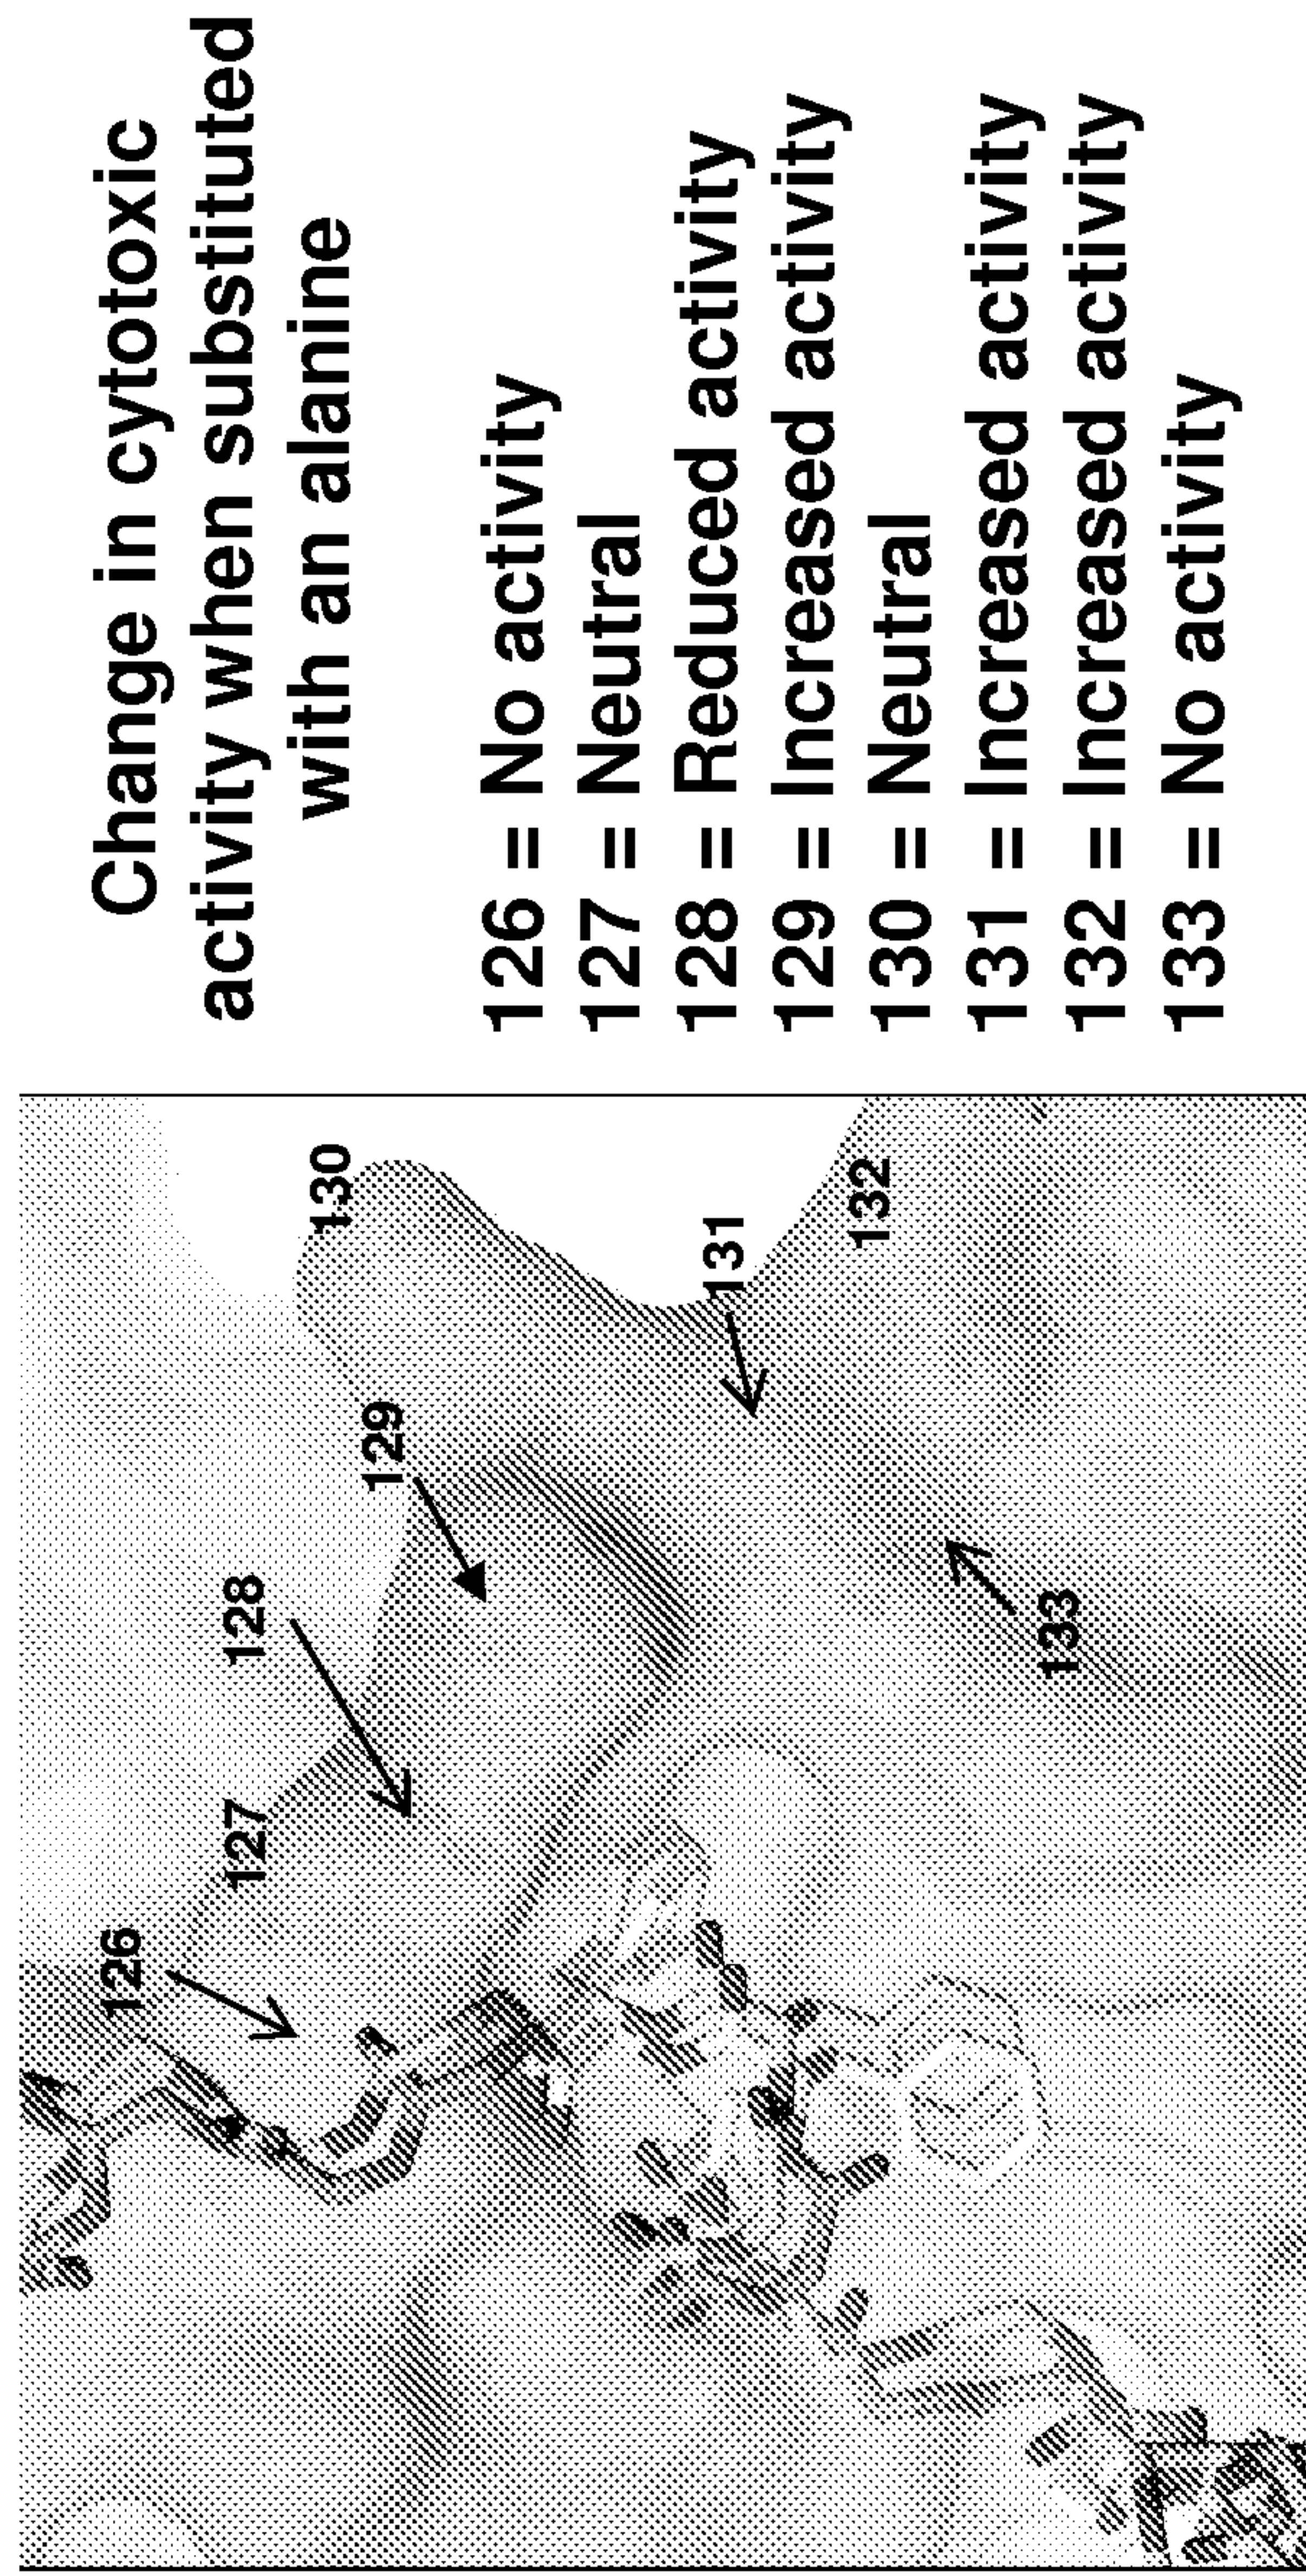 126
127
128
129
130
131
132
133
Change in cytotoxic
activity when substituted
with an alanine
126 = No activity
127 = Neutral
128 = Reduced activity
129 = Increased activity
130 = Neutral
131 = Increased activity
132 = Increased activity
133 = No activity